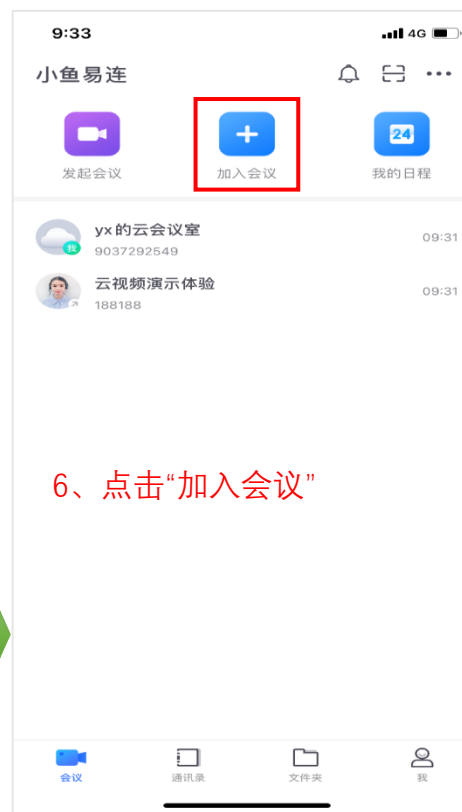 9:33
4G
小鱼易连
24
发起会议
加入会议
我的日程
yx的云会议室
09:31
我
9037292549
云视频演示体验
09:31
188188
6、点击“加入会议”
会议
通讯录
文件夹
我